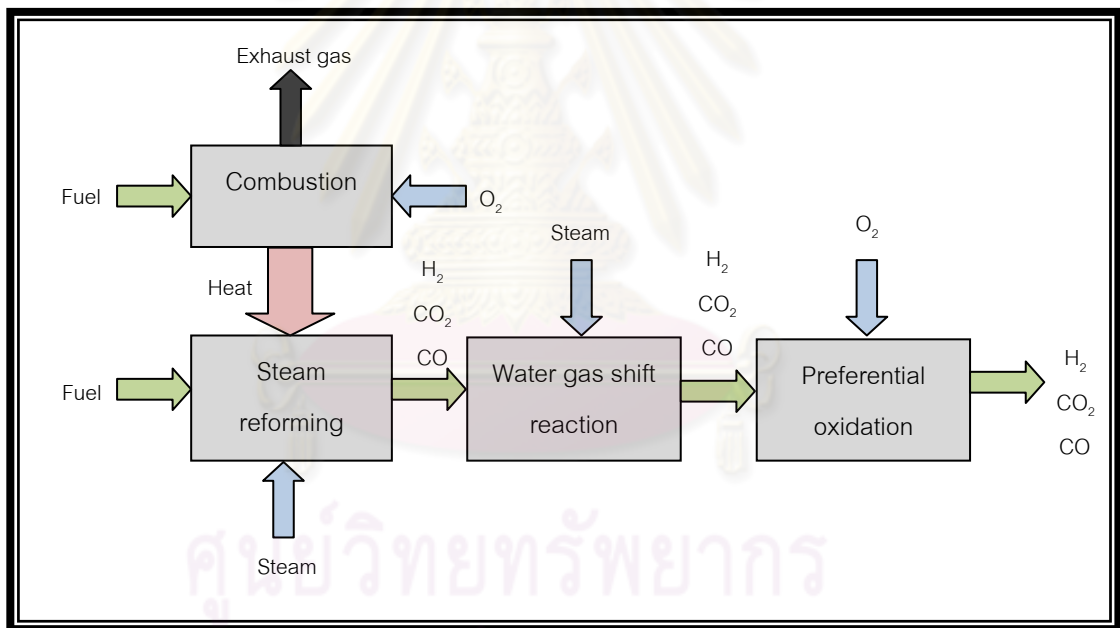 Exhaust gas
Combustion
Fuel
O₂
Heat
Steam
H₂
CO₂
CO
H₂
CO₂
CO
O₂
Fuel
Steam
reforming
Water gas shift
reaction
Preferential
oxidation
H₂
CO₂
CO
Steam
ศูนย์วิทยทรัพยากร